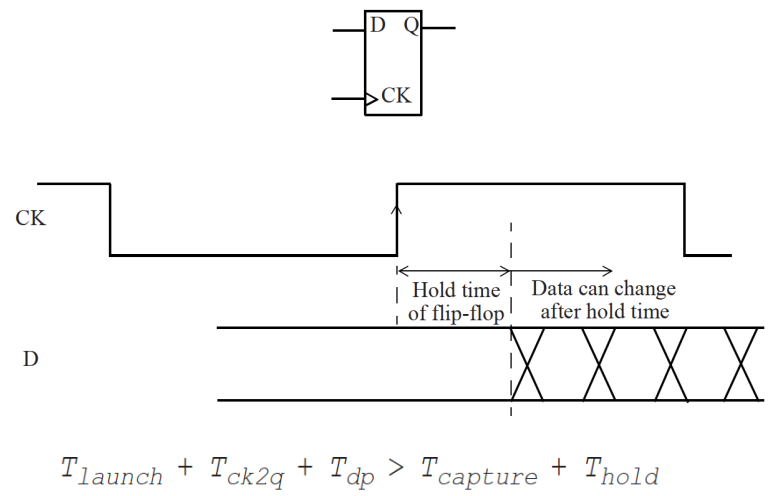 D Q
CK
CK
Hold time
of flip-flop
Data can change
after hold time
D
T_launch + T_ck2q + T_dp > T_capture + T_hold